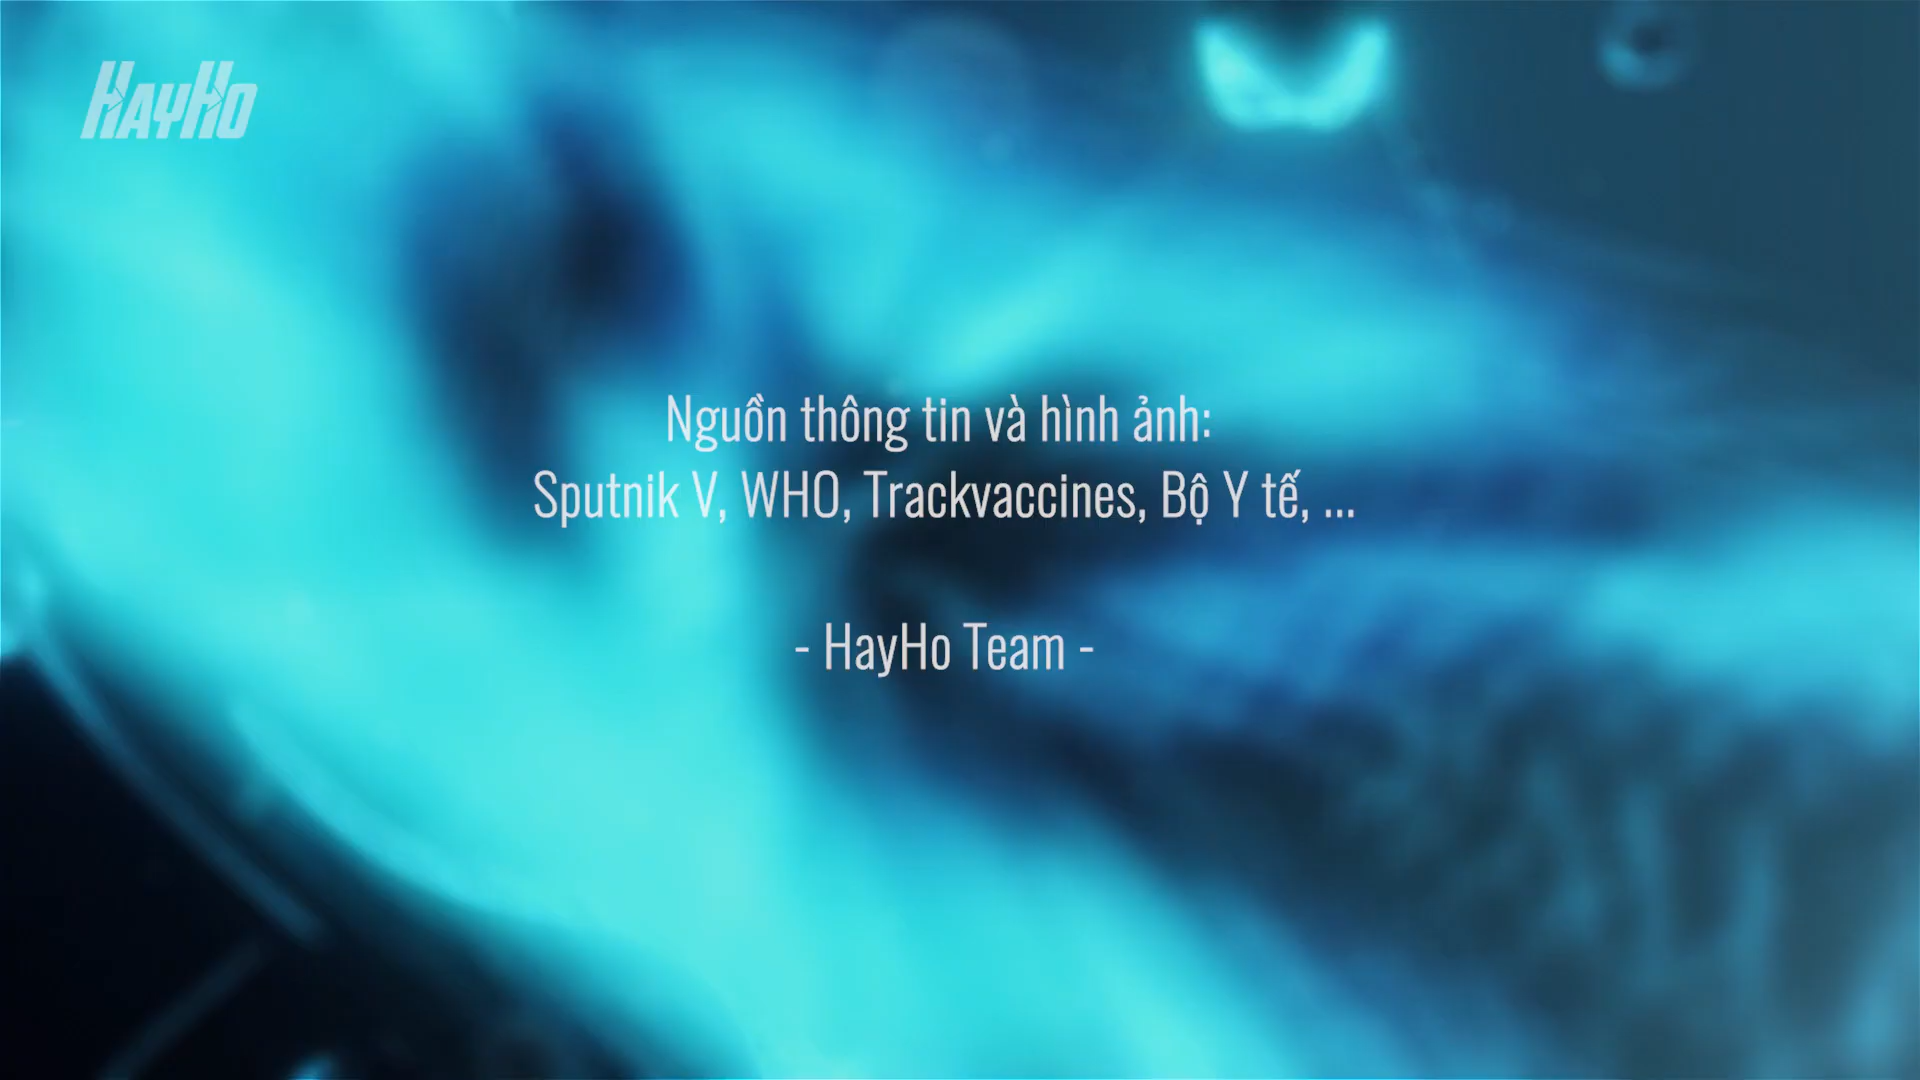 HAYHO
Nguồn thông tin và hình ảnh:
Sputnik V, WHO, Trackvaccines, Bộ Y tế, ...
- HayHo Team -